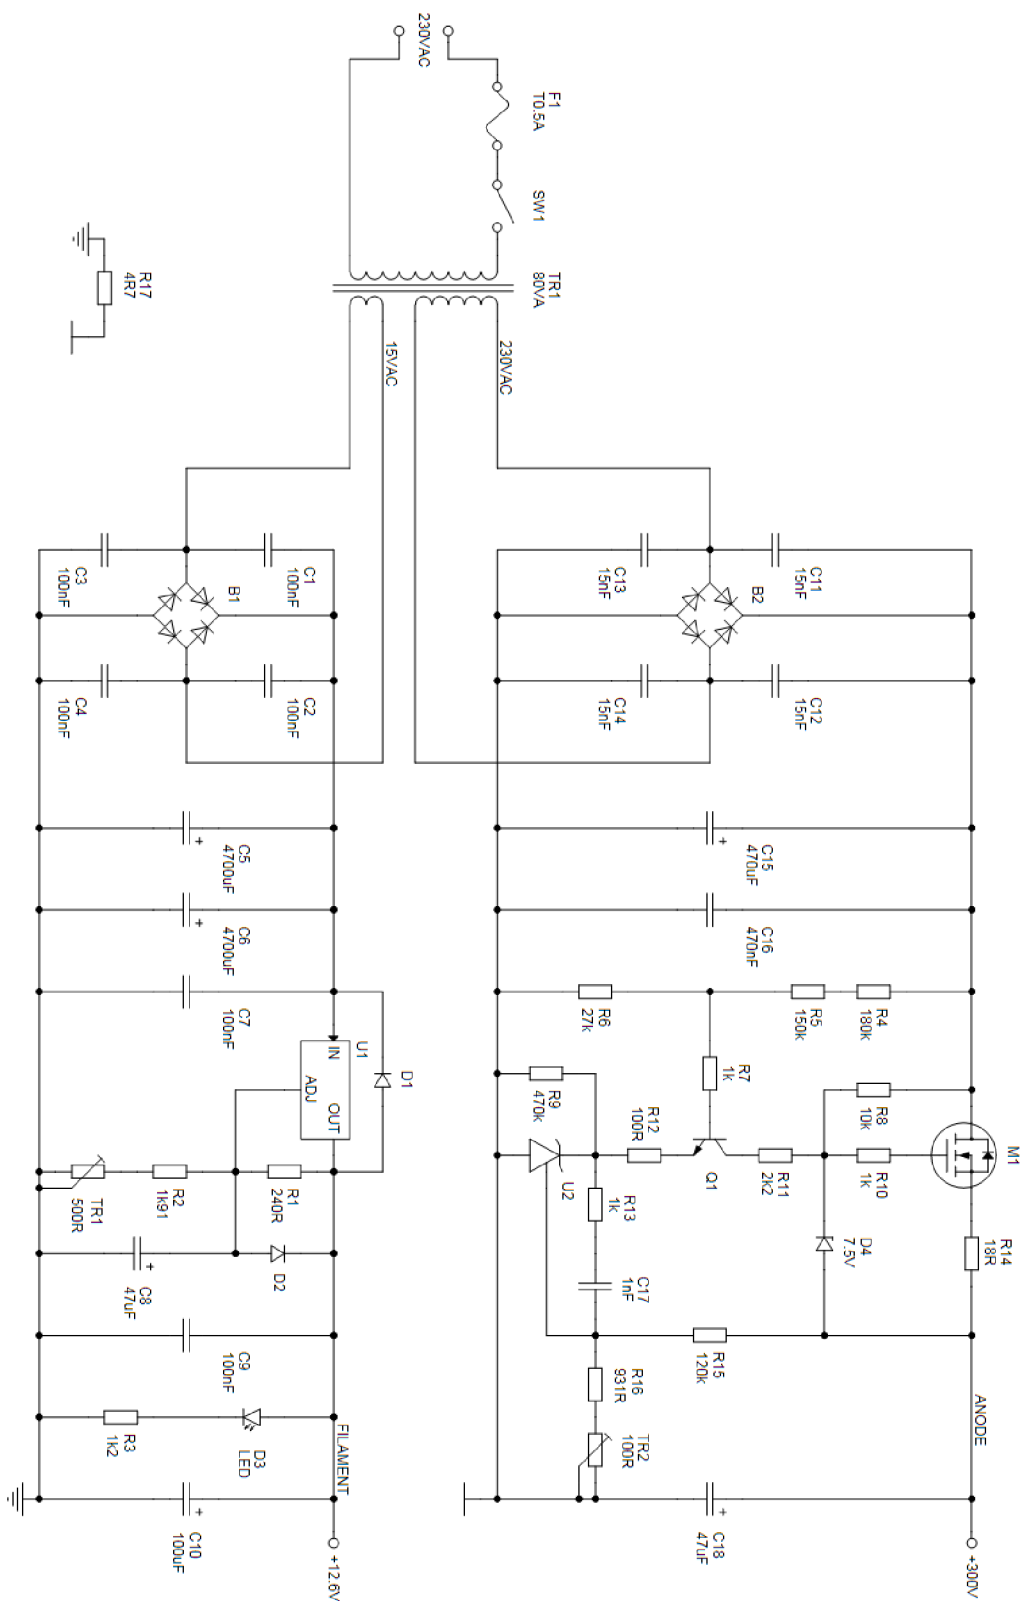 230VAC
F1
T0.5A
SW1
TR1
80VA
230VAC
15VAC
R17
4R7
C11
15nF
C13
15nF
B2
C12
15nF
C14
15nF
C15
470uF
C16
470nF
R4
180k
R5
150k
R6
27k
R7
1k
R8
10k
R9
470k
M1
R10
1k
R11
2k2
Q1
R12
100R
U2
R13
1k
R14
18R
D4
7.5V
C17
1nF
R15
120k
R16
931R
TR2
100R
ANODE
C18
47uF
+300V
C1
100nF
C3
100nF
B1
C2
100nF
C4
100nF
C5
4700uF
C6
4700uF
C7
100nF
D1
U1
IN
ADJ
OUT
R1
240R
R2
1k91
TR1
500R
D2
C8
47uF
C9
100nF
D3
LED
R3
1k2
FILAMENT
C10
100uF
+12.6V